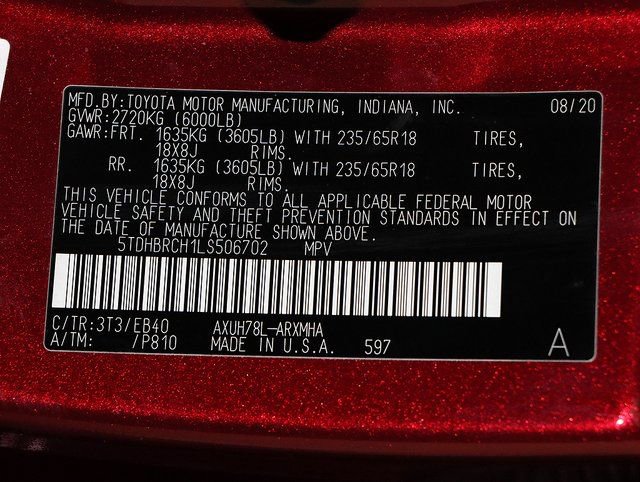 MFD.BY:TOYOTA MOTOR MANUFACTURING, INDIANA, INC. 08/20
GVWR:2720KG (6000LB)
GAWR:FRT. 1635KG (3605LB) WITH 235/65R18 TIRES,
18X8J RIMS.
RR. 1635KG (3605LB) WITH 235/65R18 TIRES,
18X8J RIMS.
THIS VEHICLE CONFORMS TO ALL APPLICABLE FEDERAL MOTOR
VEHICLE SAFETY AND THEFT PREVENTION STANDARDS IN EFFECT ON
THE DATE OF MANUFACTURE SHOWN ABOVE.
5TDHBRCH1LS506702 MPV
C/TR:3T3/EB40 AXUH78L-ARXMHA
A/TM: /P810 MADE IN U.S.A. 597 A